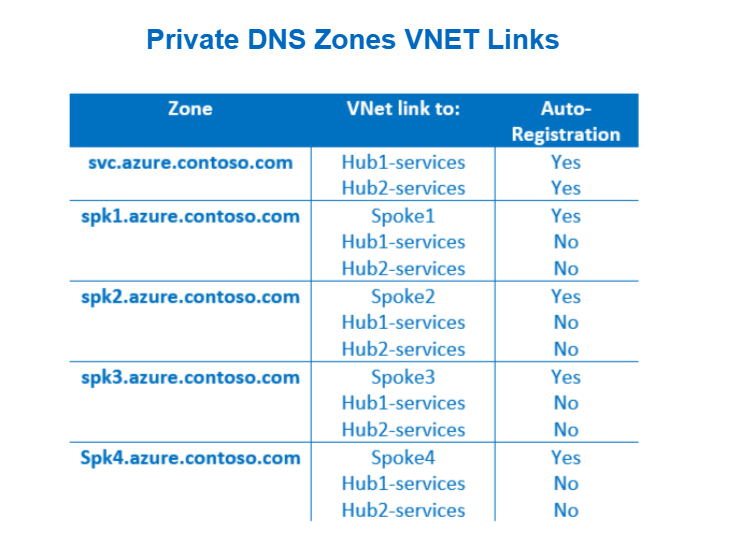 Private DNS Zones VNET Links
Zone VNet link to: Auto-
Registration
svc.azure.contoso.com Hub1-services Yes
Hub2-services Yes
spk1.azure.contoso.com Spoke1 Yes
Hub1-services No
Hub2-services No
spk2.azure.contoso.com Spoke2 Yes
Hub1-services No
Hub2-services No
spk3.azure.contoso.com Spoke3 Yes
Hub1-services No
Hub2-services No
Spk4.azure.contoso.com Spoke4 Yes
Hub1-services No
Hub2-services No